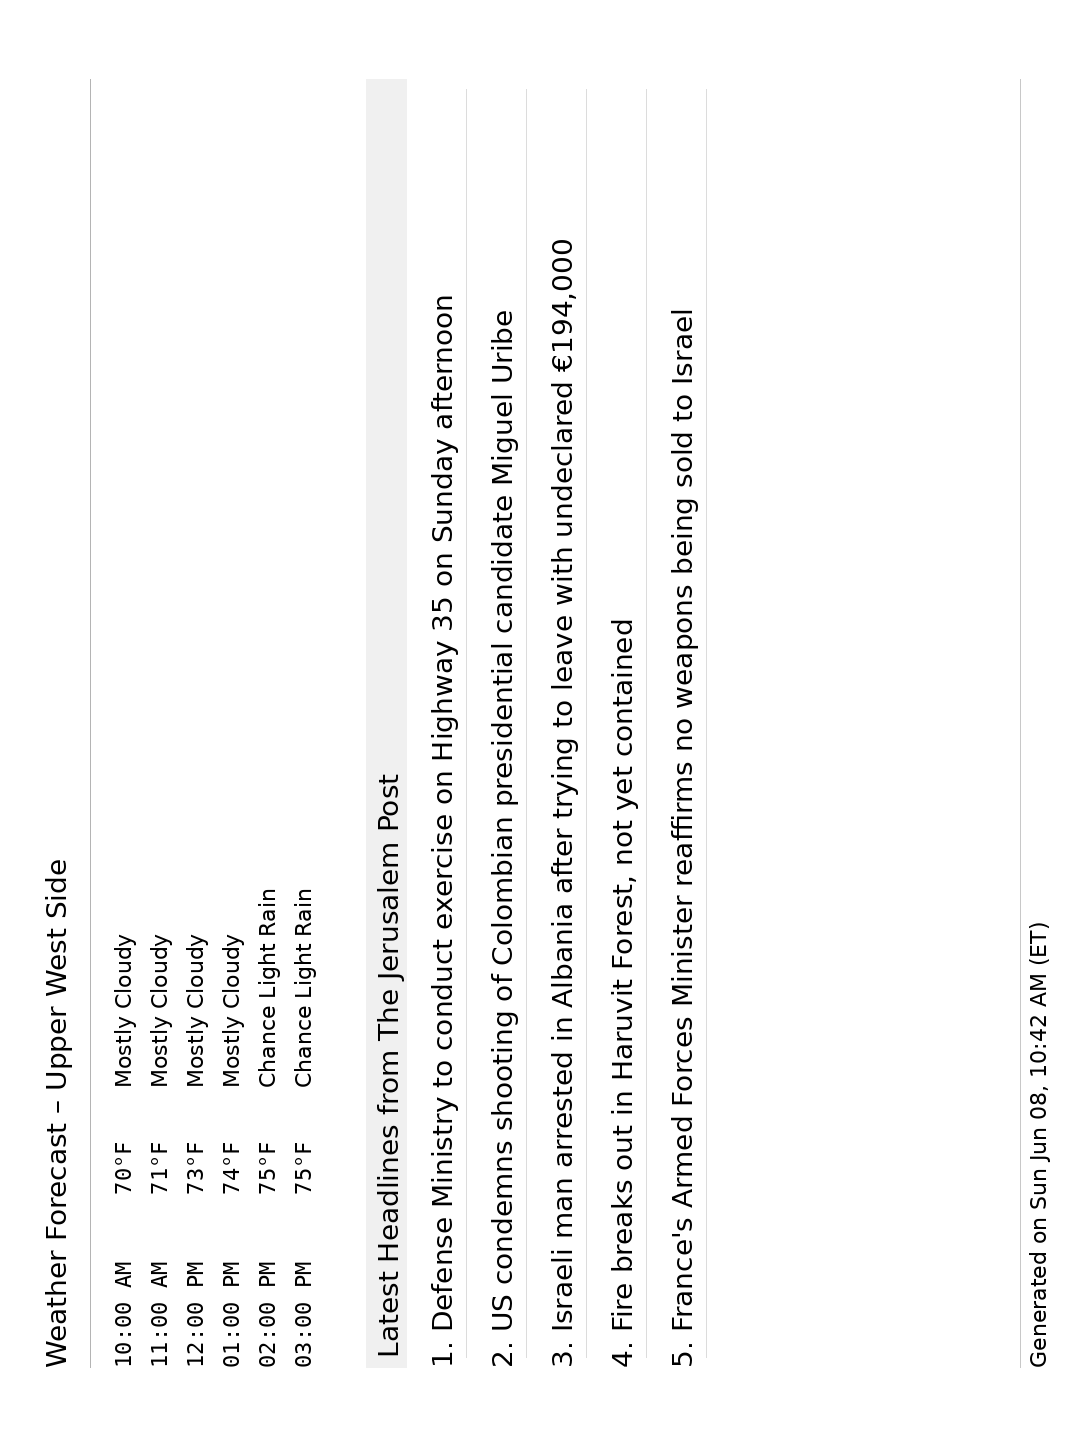 Weather Forecast – Upper West Side
10:00 AM 70°F Mostly Cloudy
11:00 AM 71°F Mostly Cloudy
12:00 PM 73°F Mostly Cloudy
01:00 PM 74°F Mostly Cloudy
02:00 PM 75°F Chance Light Rain
03:00 PM 75°F Chance Light Rain
Latest Headlines from The Jerusalem Post
1. Defense Ministry to conduct exercise on Highway 35 on Sunday afternoon
2. US condemns shooting of Colombian presidential candidate Miguel Uribe
3. Israeli man arrested in Albania after trying to leave with undeclared €194,000
4. Fire breaks out in Haruvit Forest, not yet contained
5. France's Armed Forces Minister reaffirms no weapons being sold to Israel
Generated on Sun Jun 08, 10:42 AM (ET)